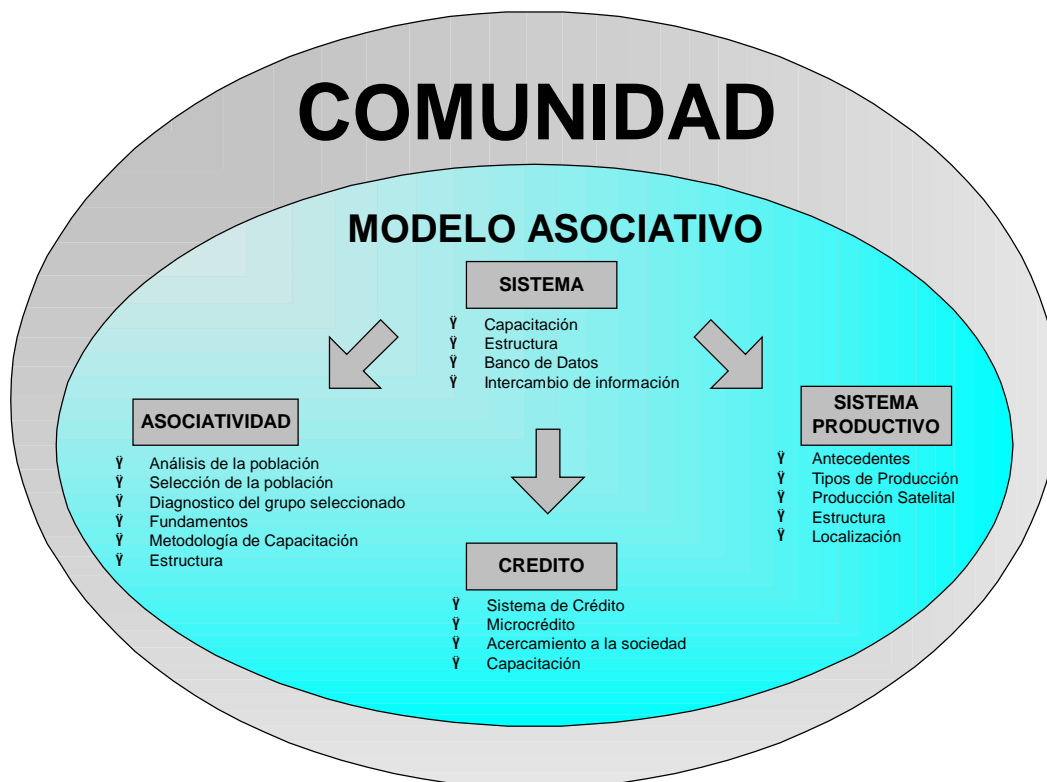 COMUNIDAD
MODELO ASOCIATIVO
SISTEMA
Ÿ Capacitación
Ÿ Estructura
Ÿ Banco de Datos
Ÿ Intercambio de información
ASOCIATIVIDAD
Ÿ Análisis de la población
Ÿ Selección de la población
Ÿ Diagnostico del grupo seleccionado
Ÿ Fundamentos
Ÿ Metodología de Capacitación
Ÿ Estructura
SISTEMA
PRODUCTIVO
Ÿ Antecedentes
Ÿ Tipos de Producción
Ÿ Producción Satelital
Ÿ Estructura
Ÿ Localización
CREDITO
Ÿ Sistema de Crédito
Ÿ Microcrédito
Ÿ Acercamiento a la sociedad
Ÿ Capacitación